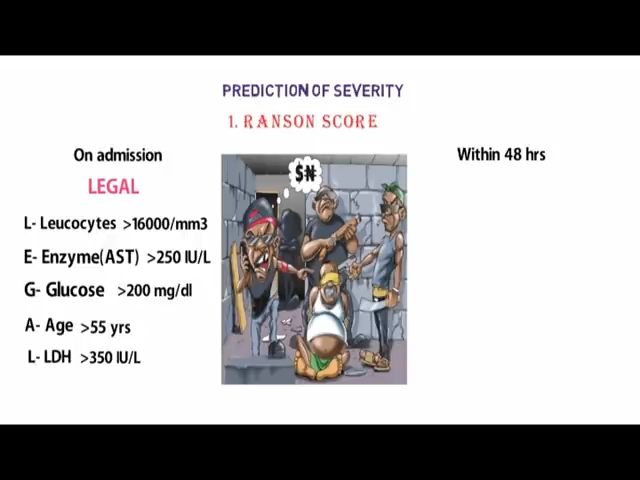 PREDICTION OF SEVERITY
1. RANSON SCORE
On admission
LEGAL
L- Leucocytes >16000/mm3
E- Enzyme(AST) >250 IU/L
G- Glucose >200 mg/dl
A- Age >55 yrs
L- LDH >350 IU/L
$₦
Within 48 hrs